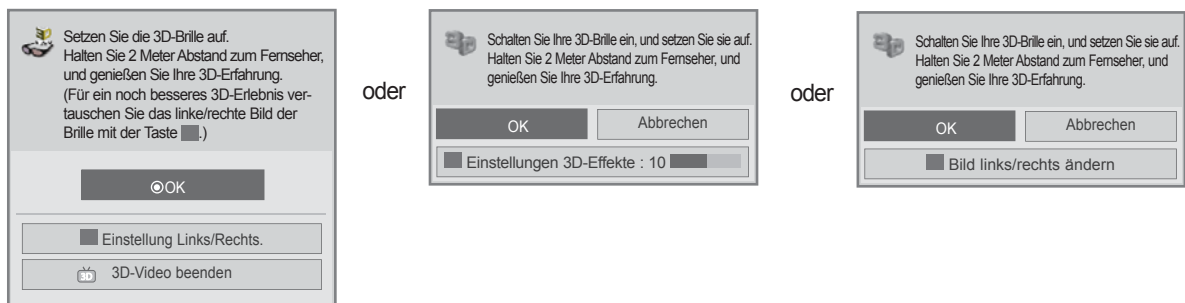 Setzen Sie die 3D-Brille auf.
Halten Sie 2 Meter Abstand zum Fernseher,
und genießen Sie Ihre 3D-Erfahrung.
(Für ein noch besseres 3D-Erlebnis ver-
tauschen Sie das linke/rechte Bild der
Brille mit der Taste .)
OK
Einstellung Links/Rechts.
3D 3D-Video beenden
oder
Schalten Sie Ihre 3D-Brille ein, und setzen Sie sie auf.
Halten Sie 2 Meter Abstand zum Fernseher, und
genießen Sie Ihre 3D-Erfahrung.
OK
Abbrechen
Einstellungen 3D-Effekte : 10
oder
Schalten Sie Ihre 3D-Brille ein, und setzen Sie sie auf.
Halten Sie 2 Meter Abstand zum Fernseher, und
genießen Sie Ihre 3D-Erfahrung.
OK
Abbrechen
Bild links/rechts ändern